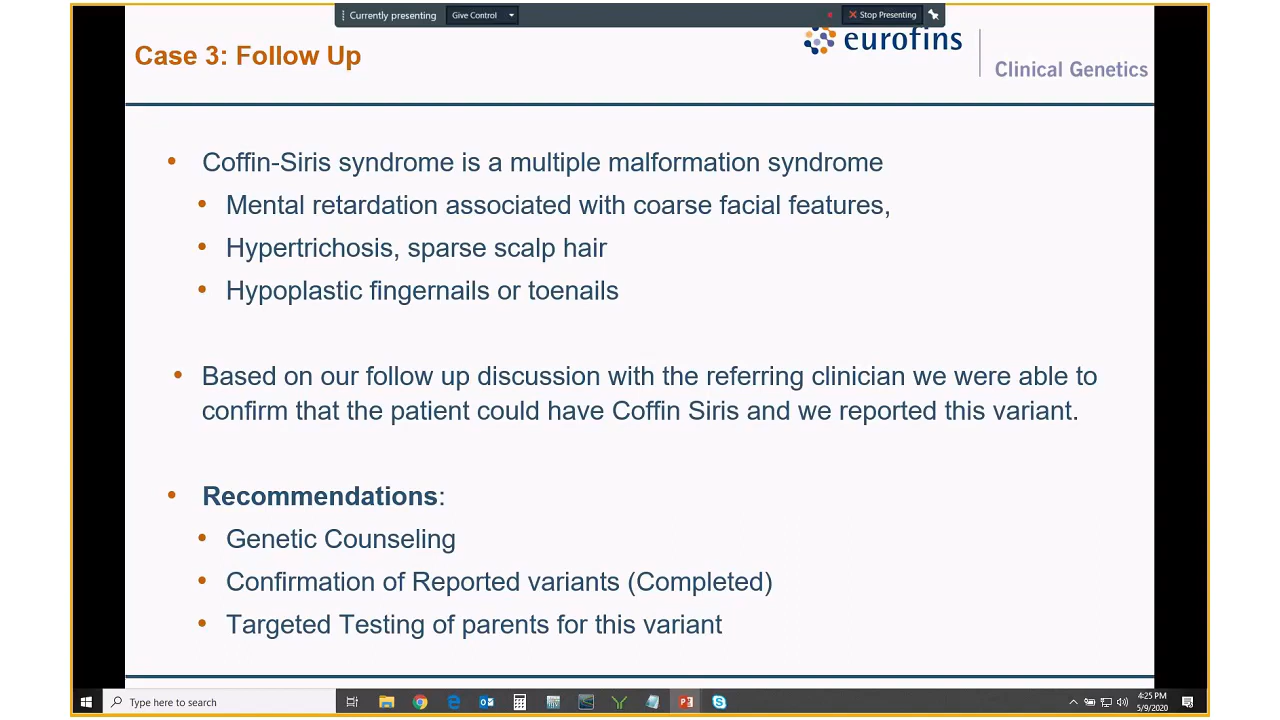 Currently presenting
Give Control
Stop Presenting
Case 3: Follow Up
eurofins
Clinical Genetics
• Coffin-Siris syndrome is a multiple malformation syndrome
• Mental retardation associated with coarse facial features,
• Hypertrichosis, sparse scalp hair
• Hypoplastic fingernails or toenails
• Based on our follow up discussion with the referring clinician we were able to
confirm that the patient could have Coffin Siris and we reported this variant.
• Recommendations:
• Genetic Counseling
• Confirmation of Reported variants (Completed)
• Targeted Testing of parents for this variant
Type here to search
4:25 PM
5/9/2020